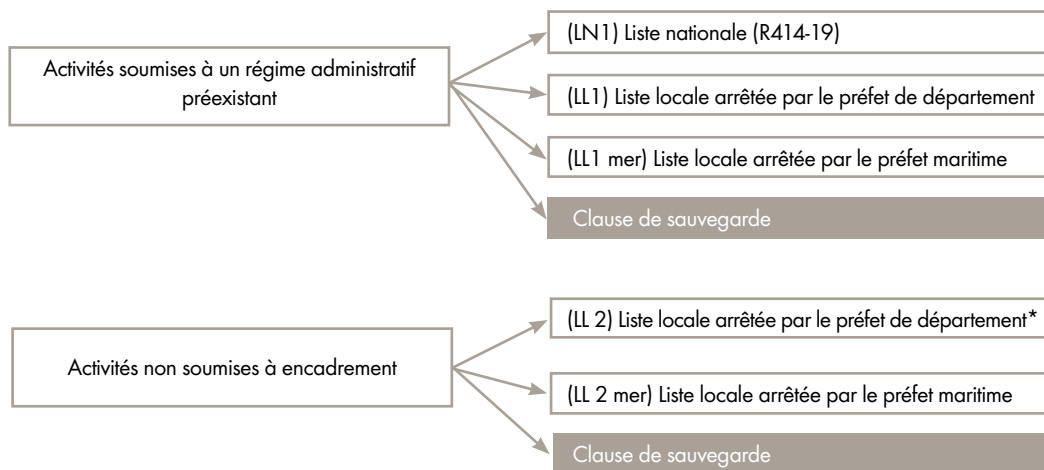 Activités soumises à un régime administratif
préexistant
(LN1) Liste nationale (R414-19)
(LL1) Liste locale arrêtée par le préfet de département
(LL1 mer) Liste locale arrêtée par le préfet maritime
Clause de sauvegarde
Activités non soumises à encadrement
(LL 2) Liste locale arrêtée par le préfet de département*
(LL 2 mer) Liste locale arrêtée par le préfet maritime
Clause de sauvegarde